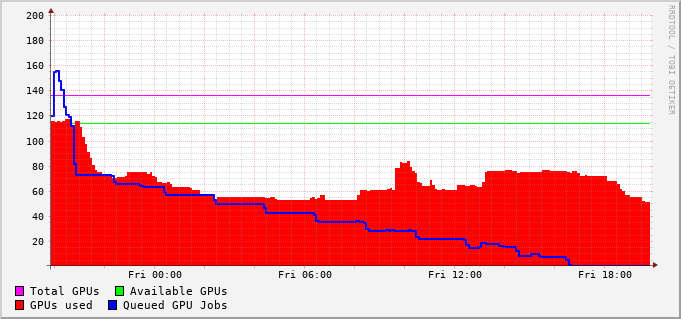 200
180
160
140
120
100
80
60
40
20
Fri 00:00 Fri 06:00 Fri 12:00 Fri 18:00
Total GPUs Available GPUs
GPUs used Queued GPU Jobs
RRDTOOL / TOBI OETIKER